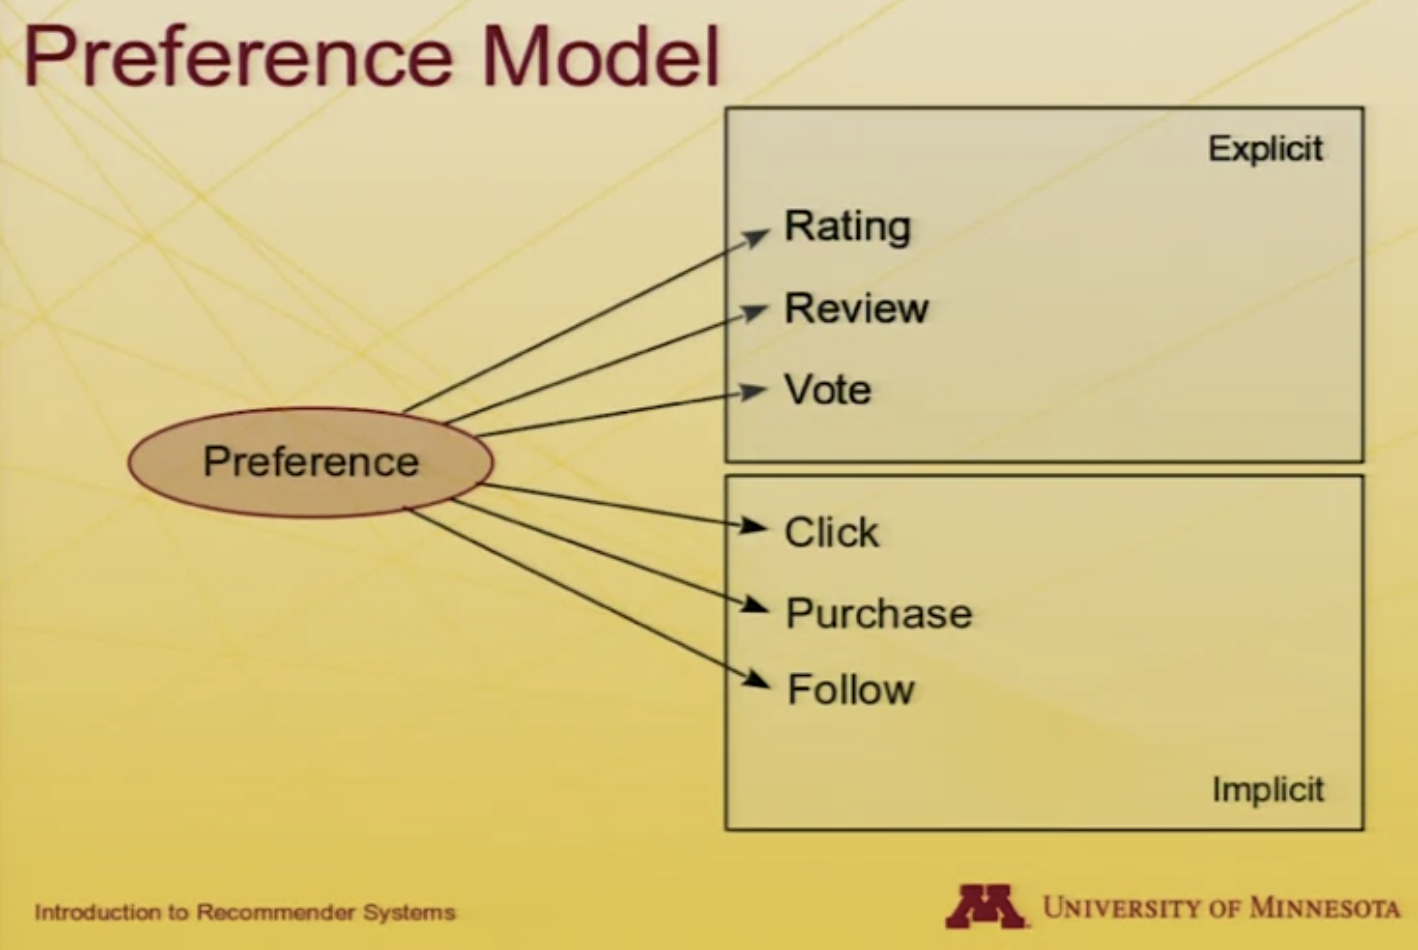 Preference Model
Explicit
Rating
Review
Vote
Preference
Click
Purchase
Follow
Implicit
Introduction to Recommender Systems
M
UNIVERSITY OF MINNESOTA